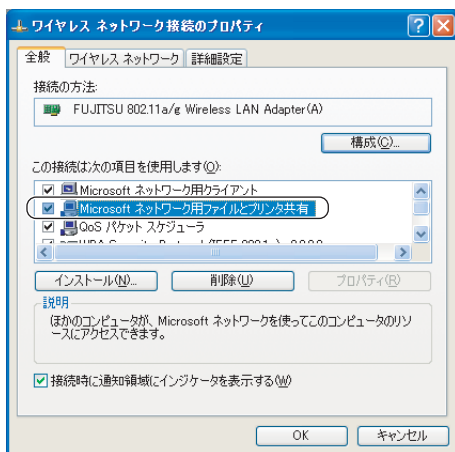 ワイヤレス ネットワーク接続のプロパティ
全般 ワイヤレス ネットワーク 詳細設定
接続の方法:
FUJITSU 802.11a/g Wireless LAN Adapter(A)
構成(C)...
この接続は次の項目を使用します(O):
Microsoft ネットワーク用クライアント
Microsoft ネットワーク用ファイルとプリンタ共有
QoS パケット スケジューラ
インストール(N)... 削除(U) プロパティ(R)
説明
ほかのコンピュータが、Microsoft ネットワークを使ってこのコンピュータのリソ
ースにアクセスできます。
接続時に通知領域にインジケータを表示する(W)
OK キャンセル